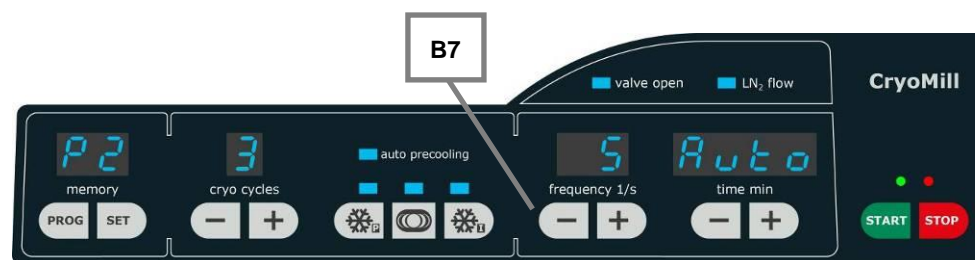 B7
valve open LN₂ flow
CryoMill
P2 3 5 Auto
auto precooling
memory cryo cycles frequency 1/s time min
PROG SET − + P I − + − + START STOP